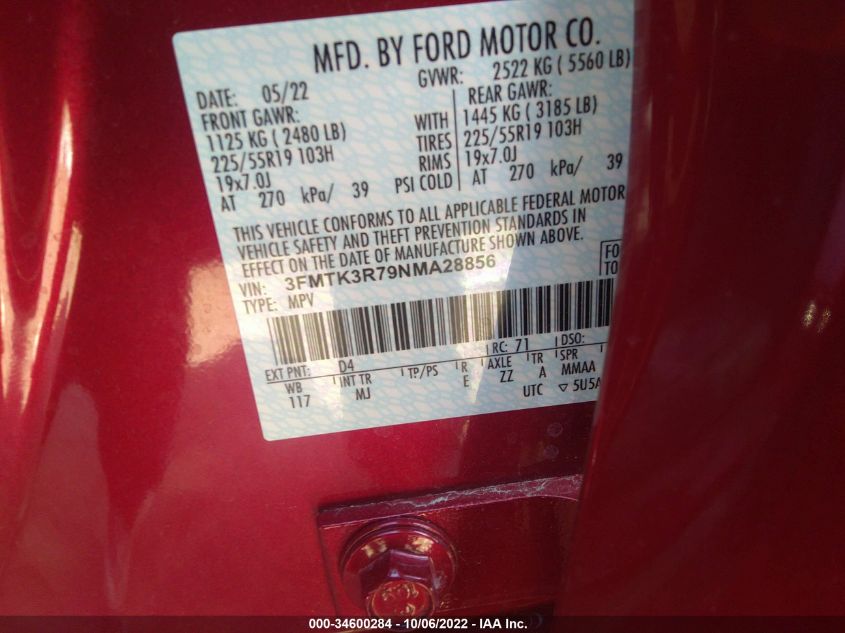 MFD. BY FORD MOTOR CO.
DATE: 05/22 GVWR: 2522 KG ( 5560 LB)
FRONT GAWR: REAR GAWR:
1125 KG ( 2480 LB) WITH 1445 KG ( 3185 LB)
225/55R19 103H TIRES 225/55R19 103H
19x7.0J RIMS 19x7.0J
AT 270 kPa/ 39 PSI COLD AT 270 kPa/ 39
THIS VEHICLE CONFORMS TO ALL APPLICABLE FEDERAL MOTOR
VEHICLE SAFETY AND THEFT PREVENTION STANDARDS IN
EFFECT ON THE DATE OF MANUFACTURE SHOWN ABOVE.
VIN: 3FMTK3R79NMA28856 FO
TYPE: MPV TO
EXT PNT: D4 RC: 71 DSO:
WB INT TR TP/PS R AXLE TR SPR
117 MJ E ZZ A MMAA
UTC ▽ 5U5A
000-34600284 - 10/06/2022 - IAA Inc.